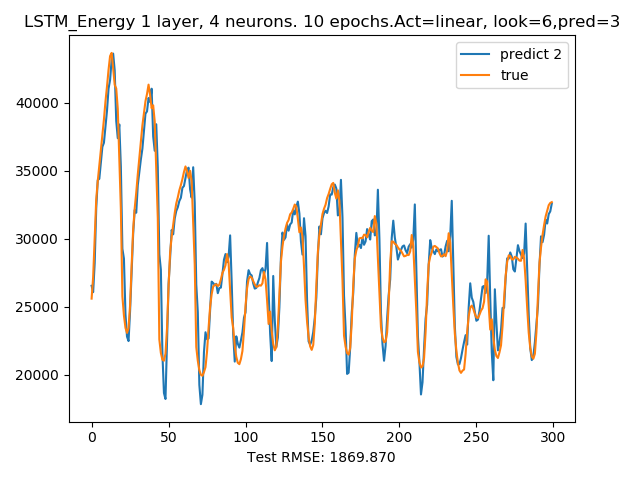 LSTM_Energy 1 layer, 4 neurons. 10 epochs.Act=linear, look=6,pred=3
predict 2
true
40000
35000
30000
25000
20000
0 50 100 150 200 250 300
Test RMSE: 1869.870